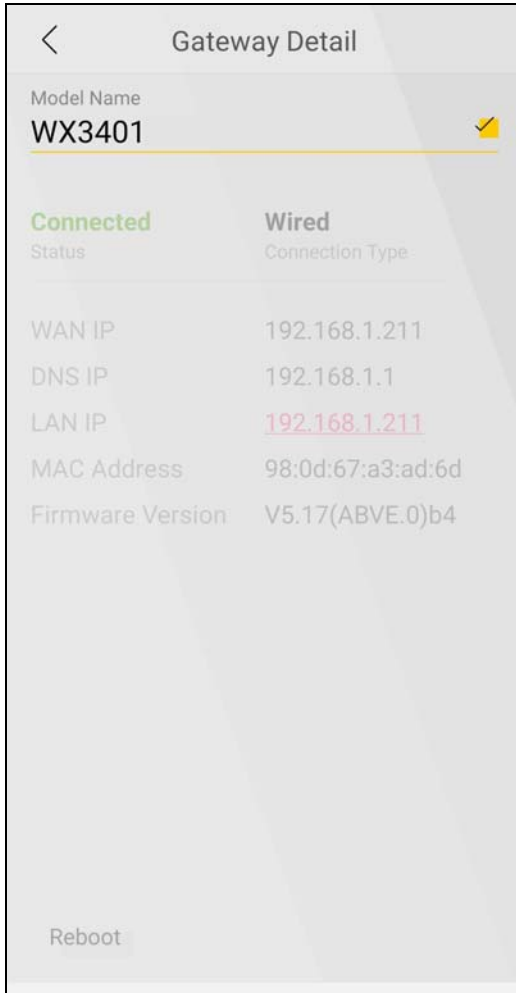 Gateway Detail
Model Name
WX3401
Connected Wired
Status Connection Type
WAN IP 192.168.1.211
DNS IP 192.168.1.1
LAN IP 192.168.1.211
MAC Address 98:0d:67:a3:ad:6d
Firmware Version V5.17(ABVE.0)b4
Reboot